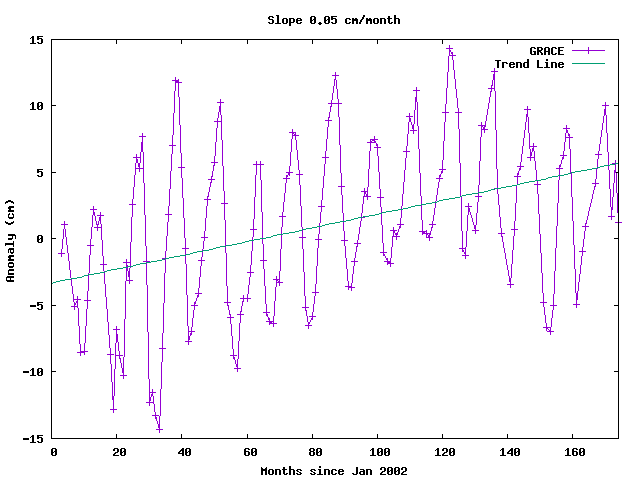 Slope 0.05 cm/month
GRACE
Trend Line
15
10
5
0
-5
-10
-15
Anomaly (cm)
0 20 40 60 80 100 120 140 160
Months since Jan 2002